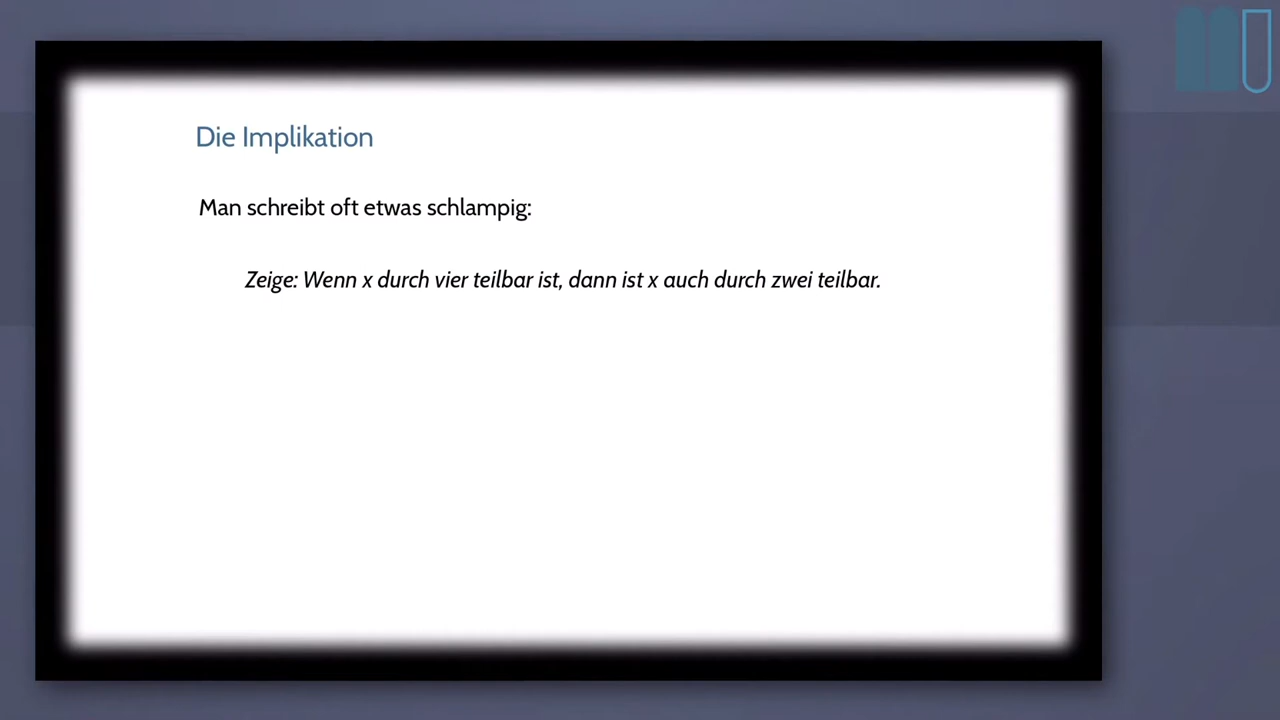 Die Implikation
Man schreibt oft etwas schlampig:
Zeige: Wenn x durch vier teilbar ist, dann ist x auch durch zwei teilbar.